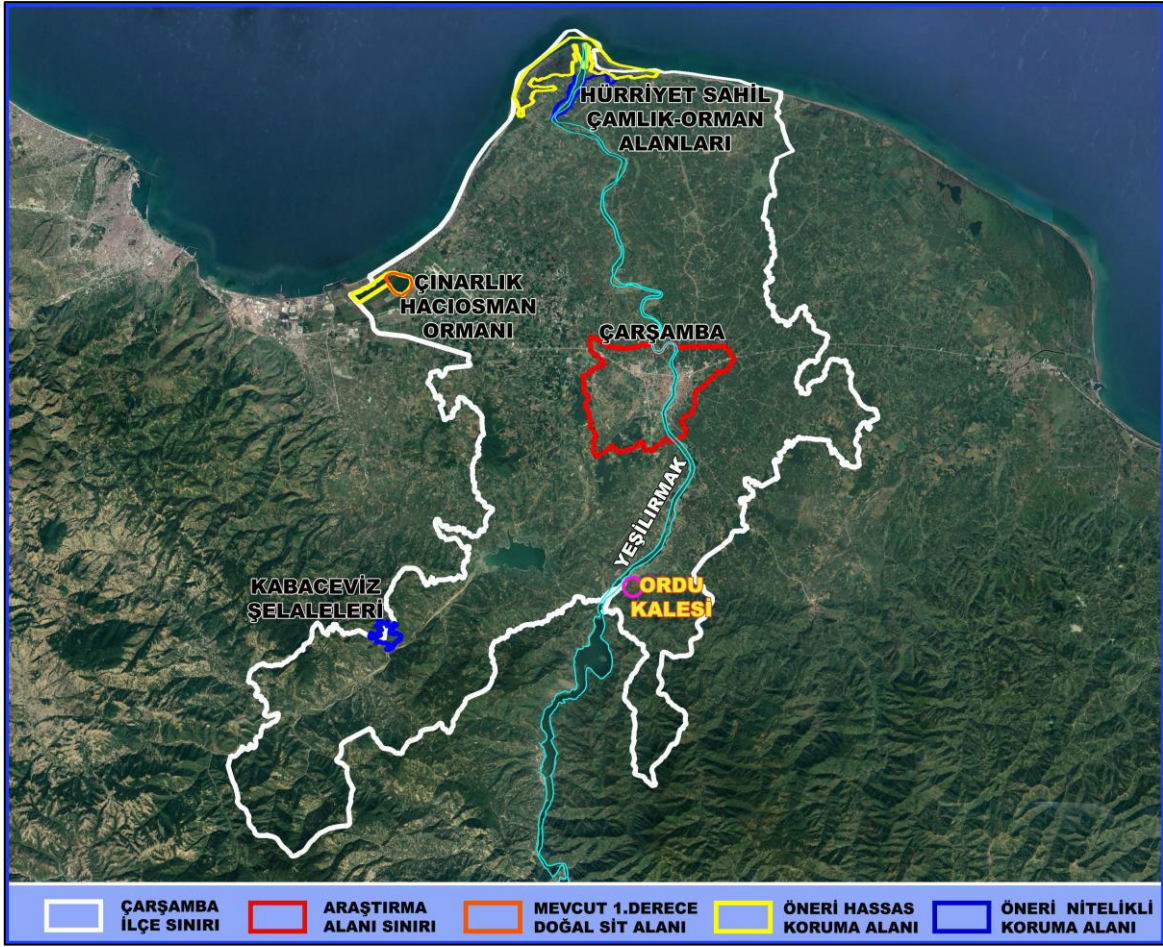 HÜRRİYET SAHİL
ÇAMLIK-ORMAN
ALANLARI
ÇINARLIK
HACIOSMAN
ORMANI
ÇARŞAMBA
YEŞİLIRMAK
KABACEVİZ
ŞELALELERİ
ORDU
KALESİ
ÇARŞAMBA
İLÇE SINIRI
ARAŞTIRMA
ALANI SINIRI
MEVCUT 1.DERECE
DOĞAL SİT ALANI
ÖNERİ HASSAS
KORUMA ALANI
ÖNERİ NİTELİKLİ
KORUMA ALANI